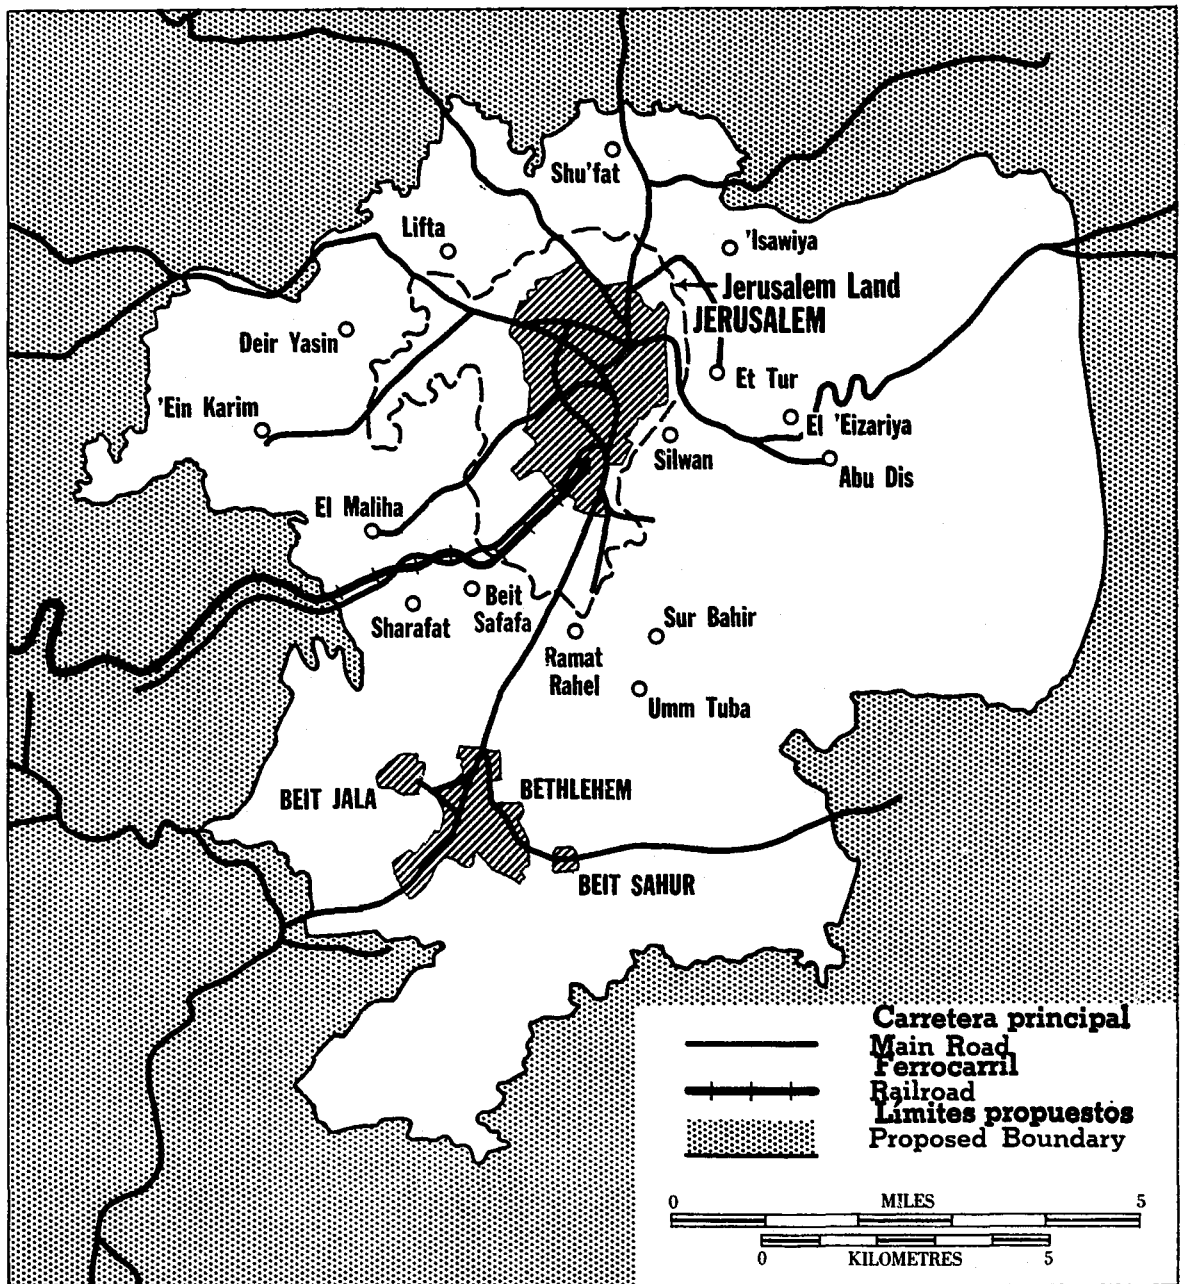 Shu'fat
Lifta
'Isawiya
Jerusalem Land
JERUSALEM
Deir Yasin
Et Tur
'Ein Karim
El 'Eizariya
Silwan
Abu Dis
El Maliha
Beit
Safafa
Sharafat
Sur Bahir
Ramat
Rahel
Umm Tuba
BEIT JALA
BETHLEHEM
BEIT SAHUR
Carretera principal
Main Road
Ferrocarril
Railroad
Límites propuestos
Proposed Boundary
0 MILES 5
0 KILOMETRES 5